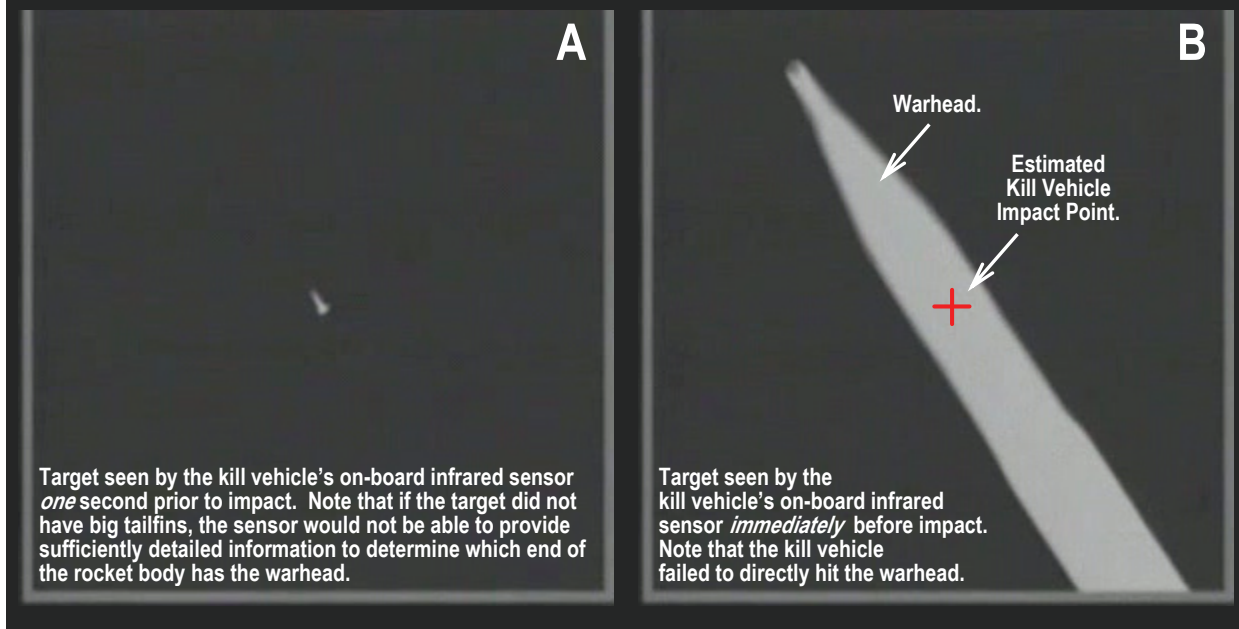 A
Target seen by the kill vehicle's on-board infrared sensor
one second prior to impact. Note that if the target did not
have big tailfins, the sensor would not be able to provide
sufficiently detailed information to determine which end of
the rocket body has the warhead.
B
Warhead.
Estimated
Kill Vehicle
Impact Point.
Target seen by the
kill vehicle's on-board infrared
sensor immediately before impact.
Note that the kill vehicle
failed to directly hit the warhead.